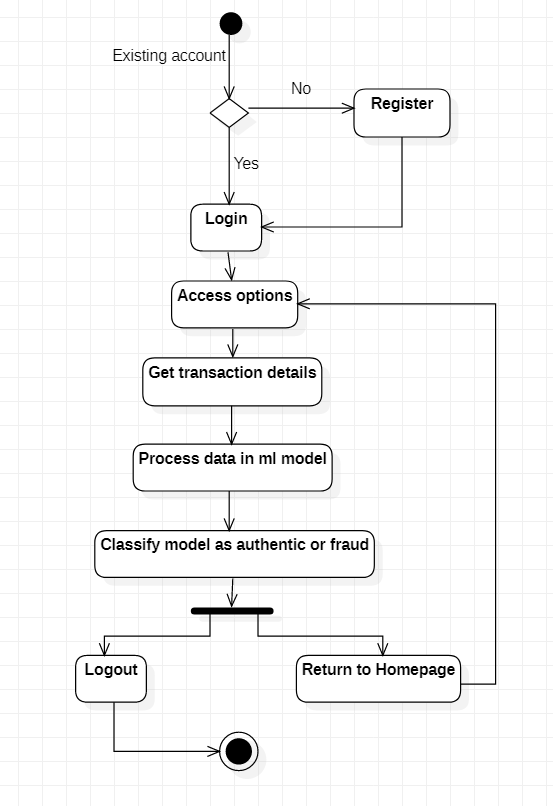 Existing account
No
Register
Yes
Login
Access options
Get transaction details
Process data in ml model
Classify model as authentic or fraud
Logout
Return to Homepage